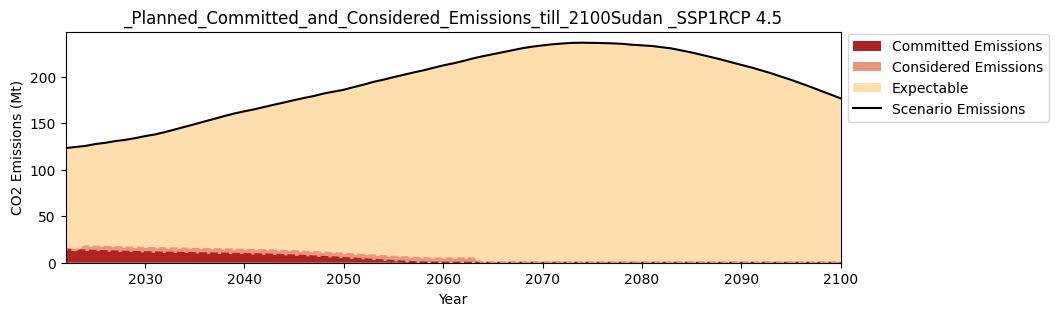 _Planned_Committed_and_Considered_Emissions_till_2100Sudan _SSP1RCP 4.5
Committed Emissions
Considered Emissions
Expectable
Scenario Emissions
CO2 Emissions (Mt)
200
150
100
50
0
2030 2040 2050 2060 2070 2080 2090 2100
Year